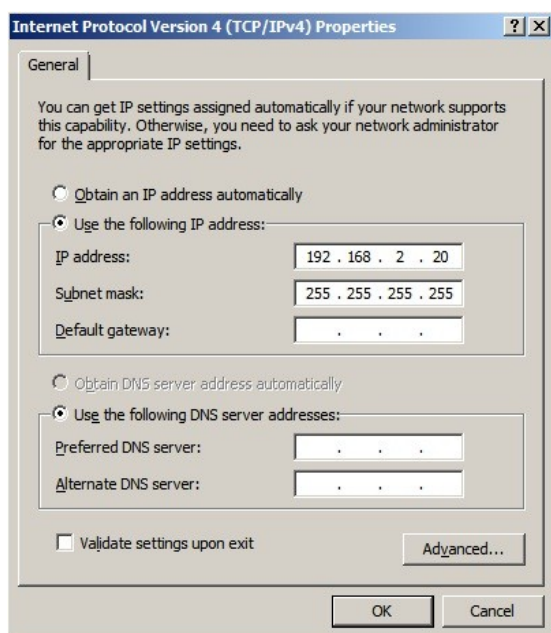 Internet Protocol Version 4 (TCP/IPv4) Properties
General
You can get IP settings assigned automatically if your network supports
this capability. Otherwise, you need to ask your network administrator
for the appropriate IP settings.
Obtain an IP address automatically
Use the following IP address:
IP address: 192 . 168 . 2 . 20
Subnet mask: 255 . 255 . 255 . 255
Default gateway: . . .
Obtain DNS server address automatically
Use the following DNS server addresses:
Preferred DNS server: . . .
Alternate DNS server: . . .
Validate settings upon exit
Advanced...
OK Cancel